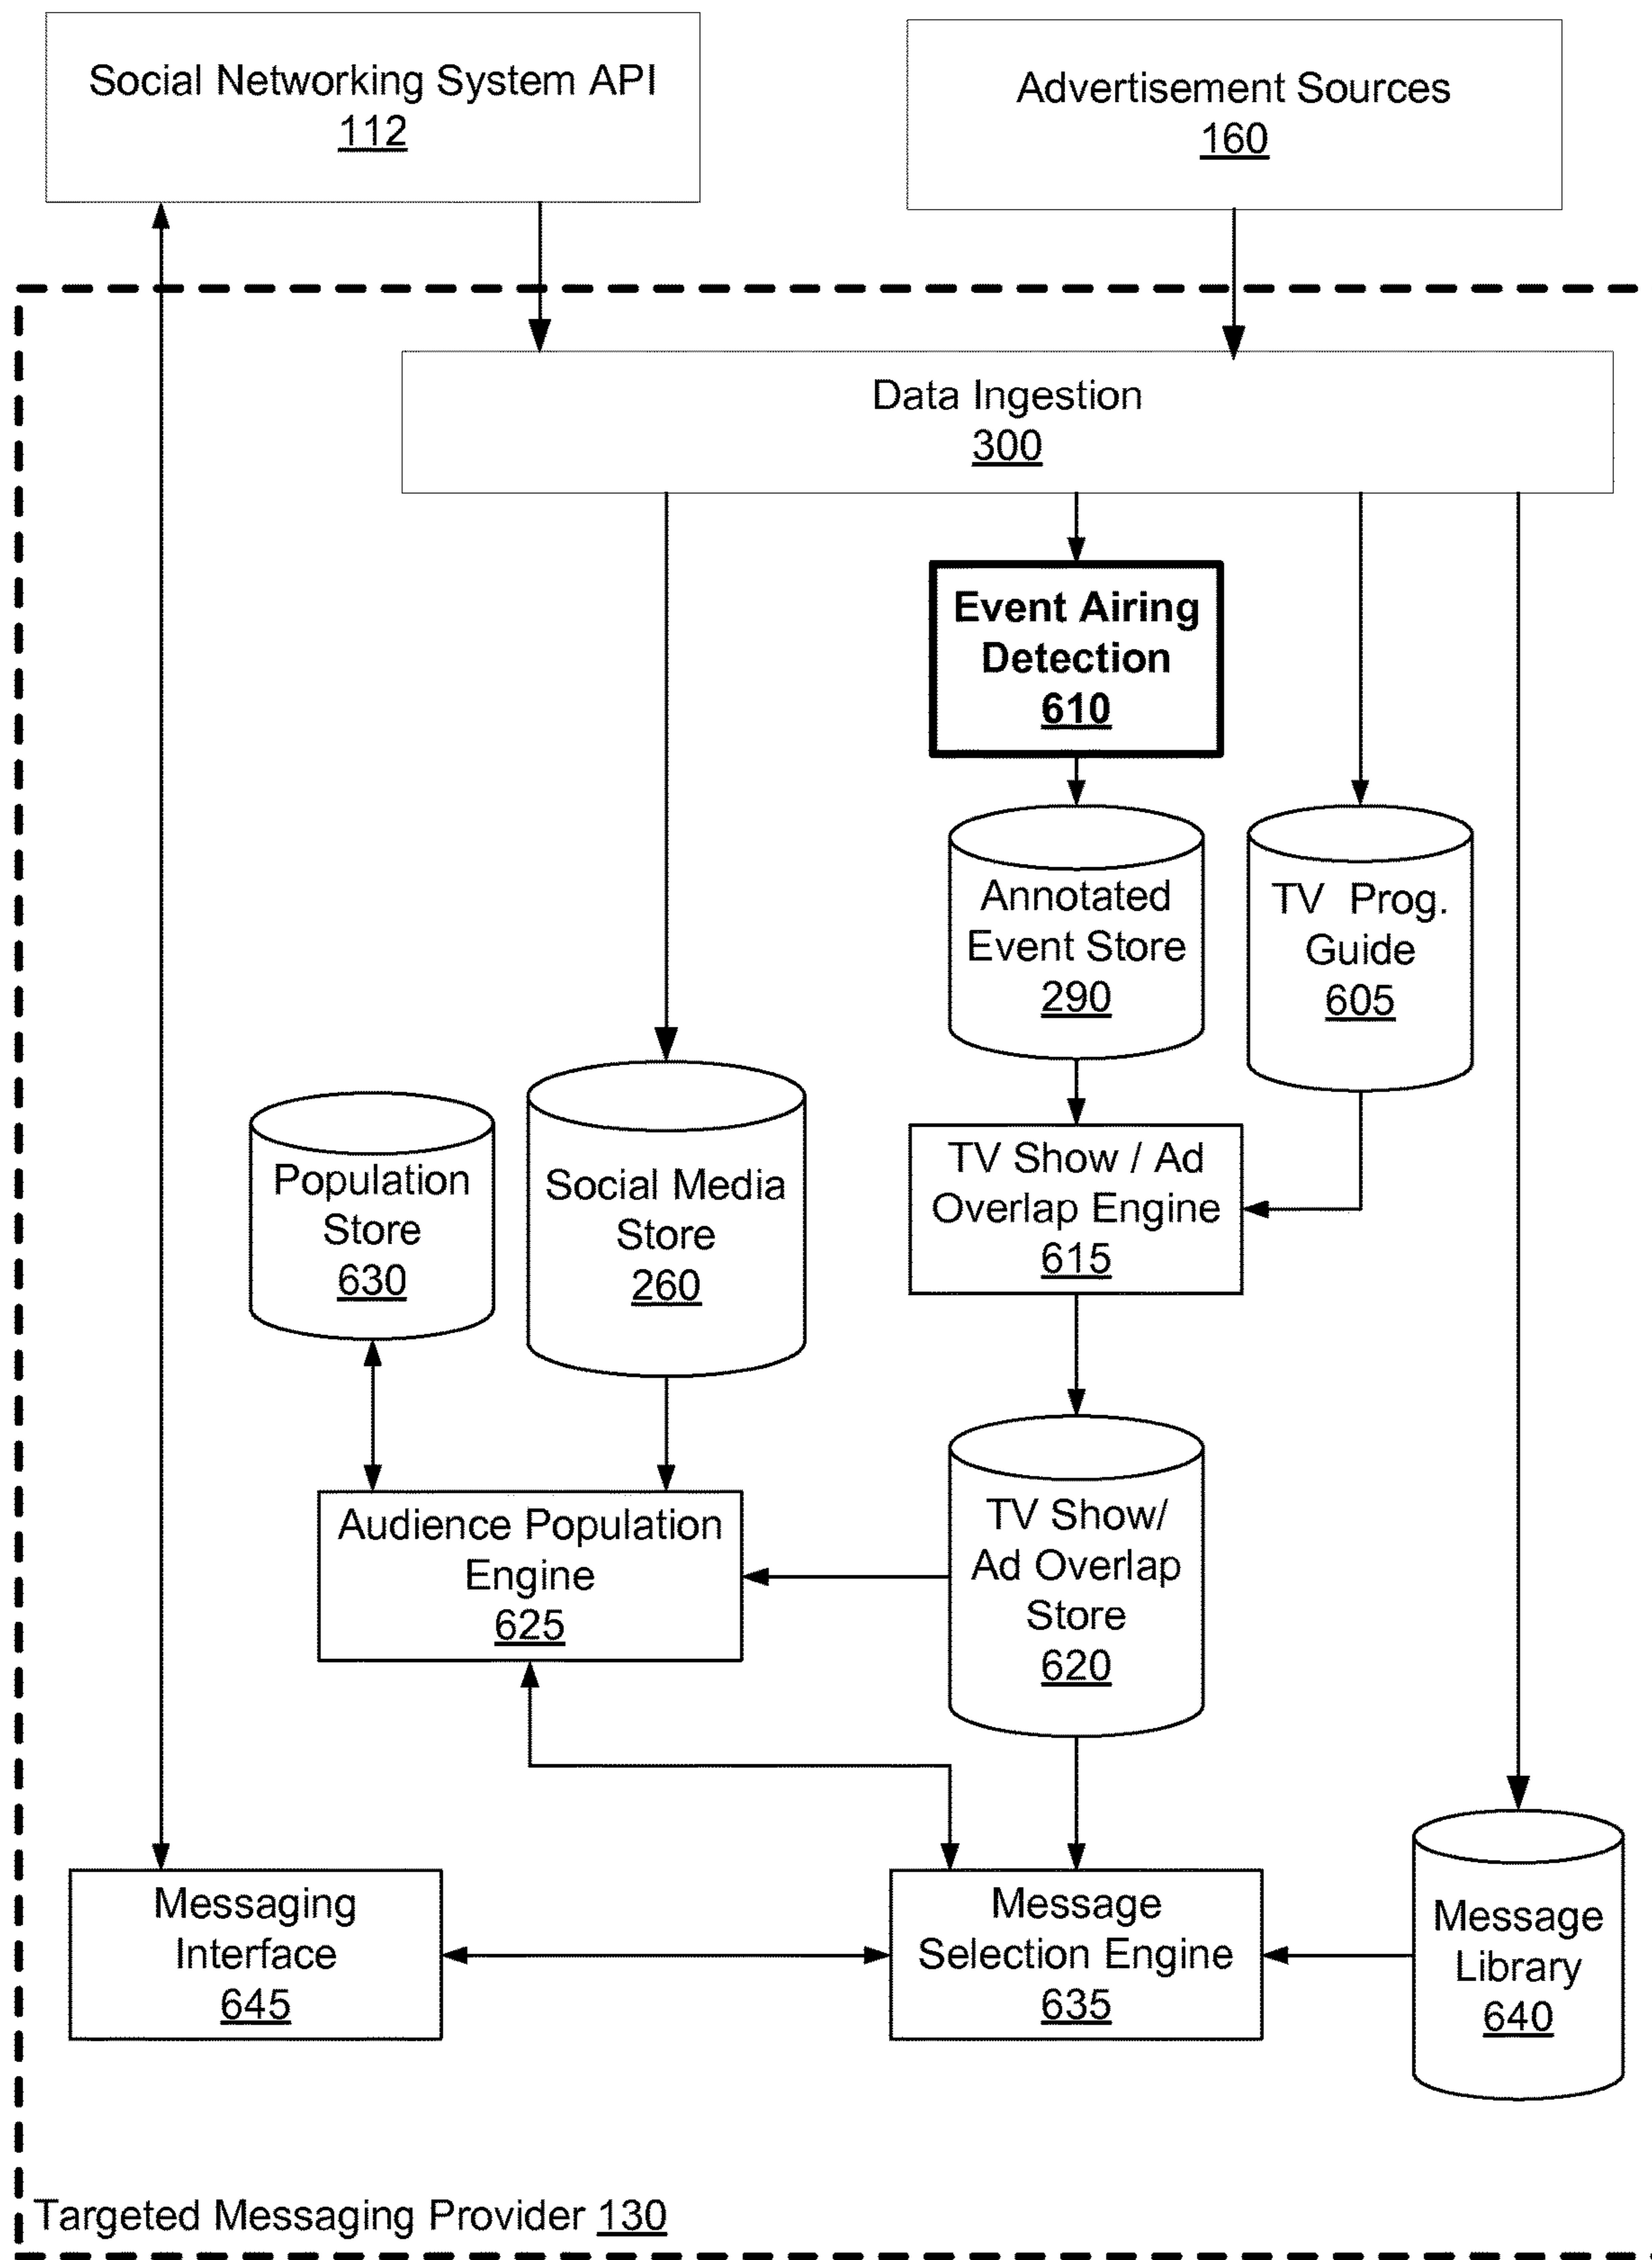 Social Networking System API
112
Advertisement Sources
160
Data Ingestion
300
Event Airing
Detection
610
Annotated
Event Store
290
TV Prog.
Guide
605
Population
Store
630
Social Media
Store
260
TV Show / Ad
Overlap Engine
615
Audience Population
Engine
625
TV Show/
Ad Overlap
Store
620
Messaging
Interface
645
Message
Selection Engine
635
Message
Library
640
Targeted Messaging Provider 130